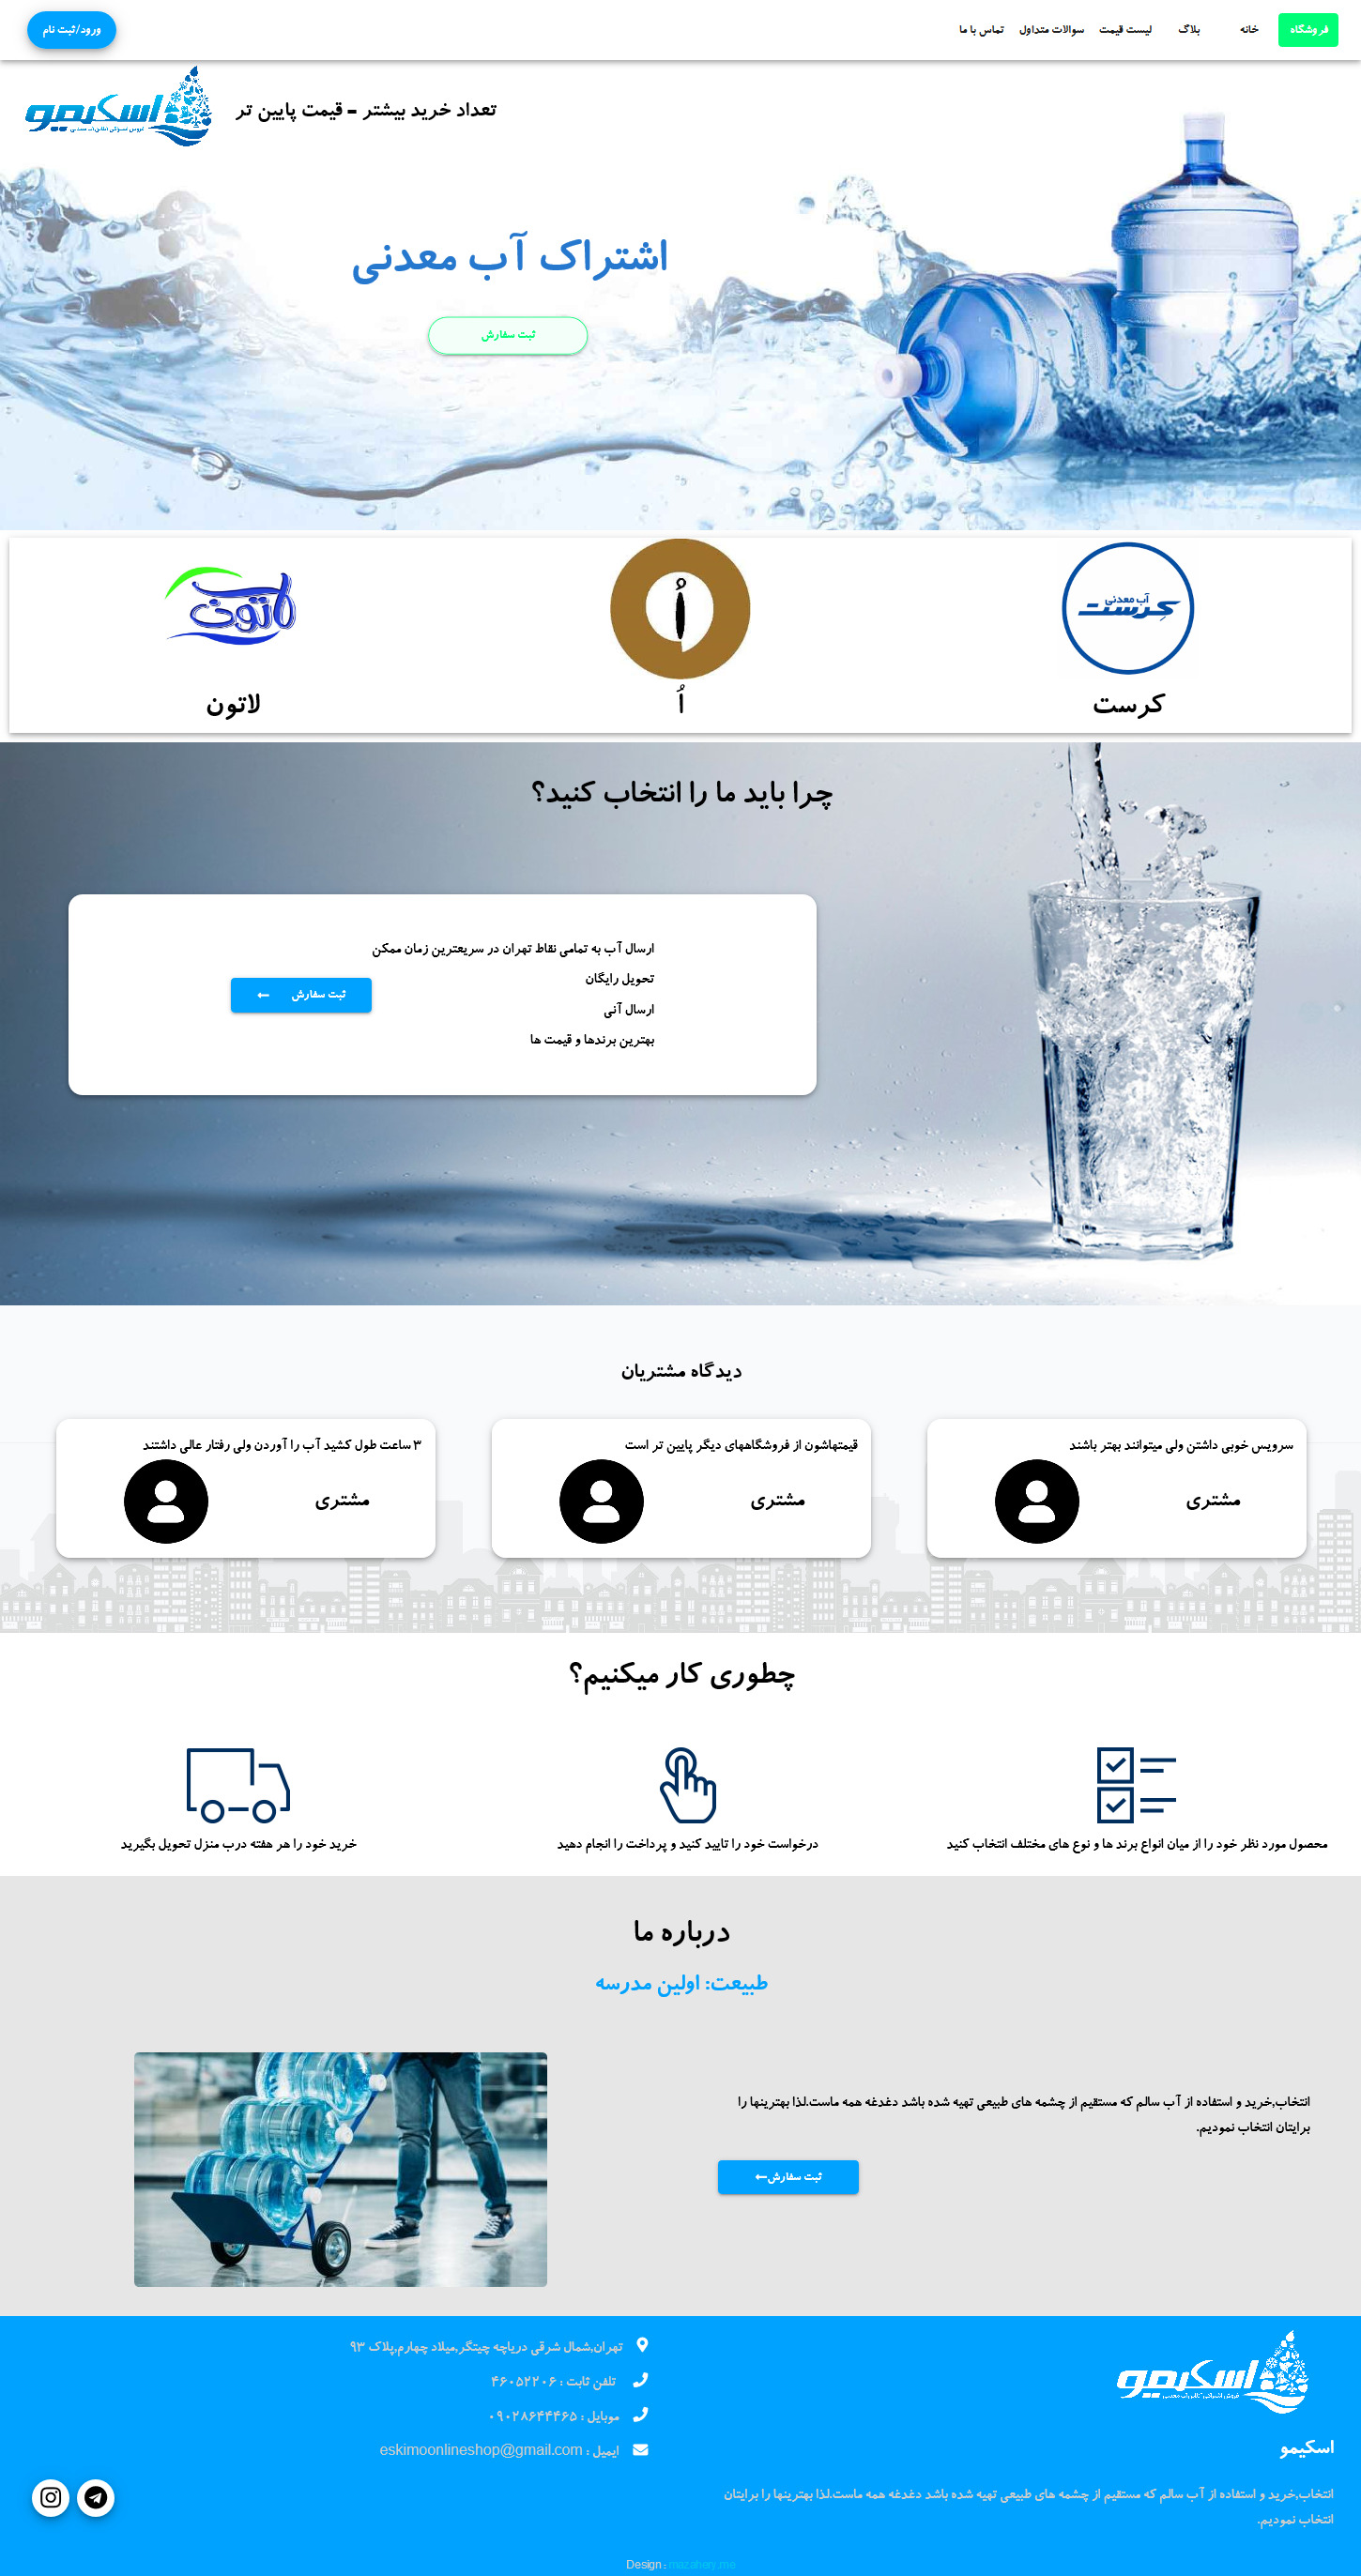 فروشگاه
خانه
بلاگ
لیست قیمت
سوالات متداول
تماس با ما
ورود/ثبت نام
اسکیمو
تعداد خرید بیشتر - قیمت پایین تر
اشتراک آب معدنی
ثبت سفارش
آب معدنی
کرست
اُ
لاتون
کرست
اُ
لاتون
چرا باید ما را انتخاب کنید؟
ارسال آب به تمامی نقاط تهران در سریعترین زمان ممکن
تحویل رایگان
ارسال آنی
بهترین برندها و قیمت ها
ثبت سفارش
دیدگاه مشتریان
سرویس خوبی داشتن ولی میتوانند بهتر باشند
مشتری
قیمتهاشون از فروشگاههای دیگر پایین تر است
مشتری
۳ ساعت طول کشید آب را آوردن ولی رفتار عالی داشتند
مشتری
چطوری کار میکنیم؟
محصول مورد نظر خود را از میان انواع برند ها و نوع های مختلف انتخاب کنید
درخواست خود را تایید کنید و پرداخت را انجام دهید
خرید خود را هر هفته درب منزل تحویل بگیرید
درباره ما
طبیعت: اولین مدرسه
انتخاب,خرید و استفاده از آب سالم که مستقیم از چشمه های طبیعی تهیه شده باشد دغدغه همه ماست.لذا بهترینها را
برایتان انتخاب نمودیم.
ثبت سفارش
اسکیمو
اسکیمو
انتخاب,خرید و استفاده از آب سالم که مستقیم از چشمه های طبیعی تهیه شده باشد دغدغه همه ماست.لذا بهترینها را برایتان
انتخاب نمودیم.
تهران,شمال شرقی دریاچه چیتگر,میلاد چهارم,پلاک ۹۳
تلفن ثابت : ۴۶۰۵۲۲۰۶
موبایل : ۰۹۰۲۸۶۴۴۴۶۵
ایمیل : eskimoonlineshop@gmail.com
Design : mazahery.me